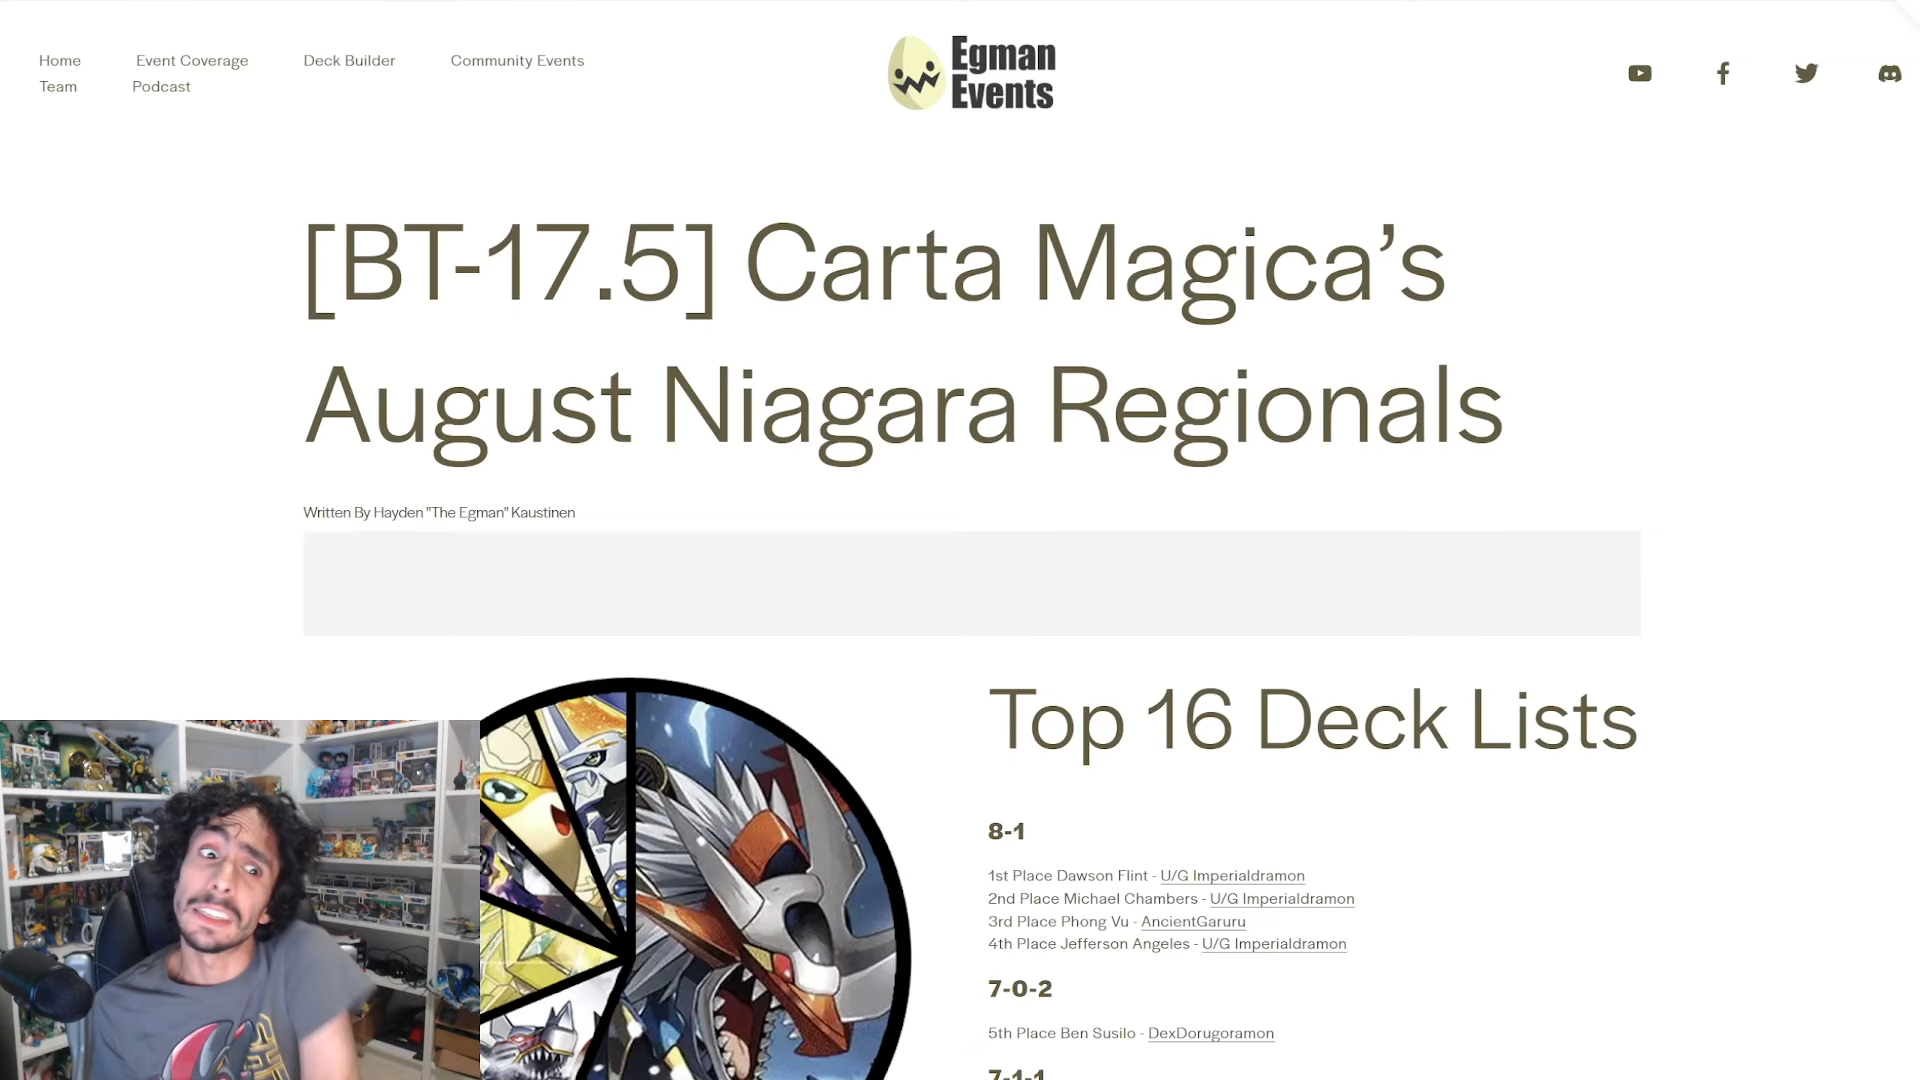 Home
Event Coverage
Deck Builder
Community Events
Team
Podcast
Egman
Events
[BT-17.5] Carta Magica’s
August Niagara Regionals
Written By Hayden "The Egman" Kaustinen
Top 16 Deck Lists
8-1
1st Place Dawson Flint - U/G Imperialdramon
2nd Place Michael Chambers - U/G Imperialdramon
3rd Place Phong Vu - AncientGaruru
4th Place Jefferson Angeles - U/G Imperialdramon
7-0-2
5th Place Ben Susilo - DexDorugoramon
7-1-1